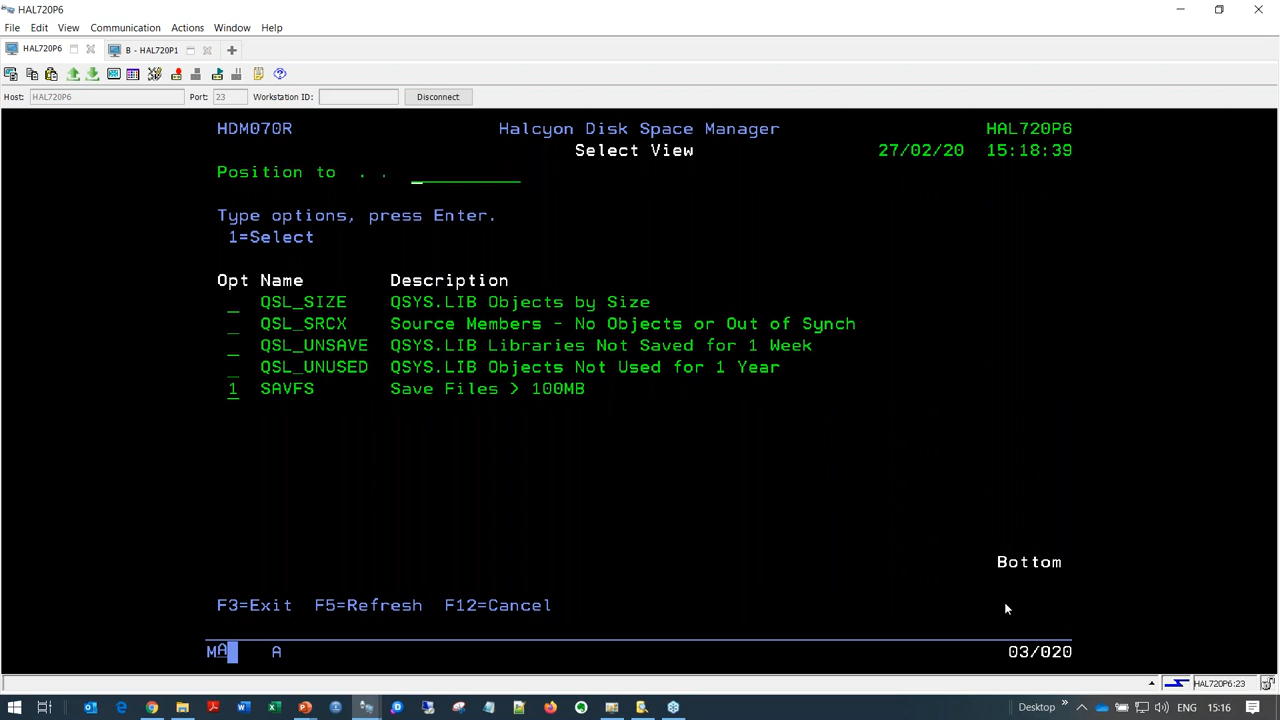 HAL720P6
File Edit View Communication Actions Window Help
HAL720P6 B - HAL720P1
Host: HAL720P6 Port: 23 Workstation ID: Disconnect
HDM070R Halcyon Disk Space Manager HAL720P6
Select View 27/02/20 15:18:39
Position to . .
Type options, press Enter.
1=Select
Opt Name Description
QSL_SIZE QSYS.LIB Objects by Size
QSL_SRCX Source Members - No Objects or Out of Synch
QSL_UNSAVE QSYS.LIB Libraries Not Saved for 1 Week
QSL_UNUSED QSYS.LIB Objects Not Used for 1 Year
1 SAVFS Save Files > 100MB
Bottom
F3=Exit F5=Refresh F12=Cancel
MA A 03/020
HAL720P6:23
Desktop ENG 15:16